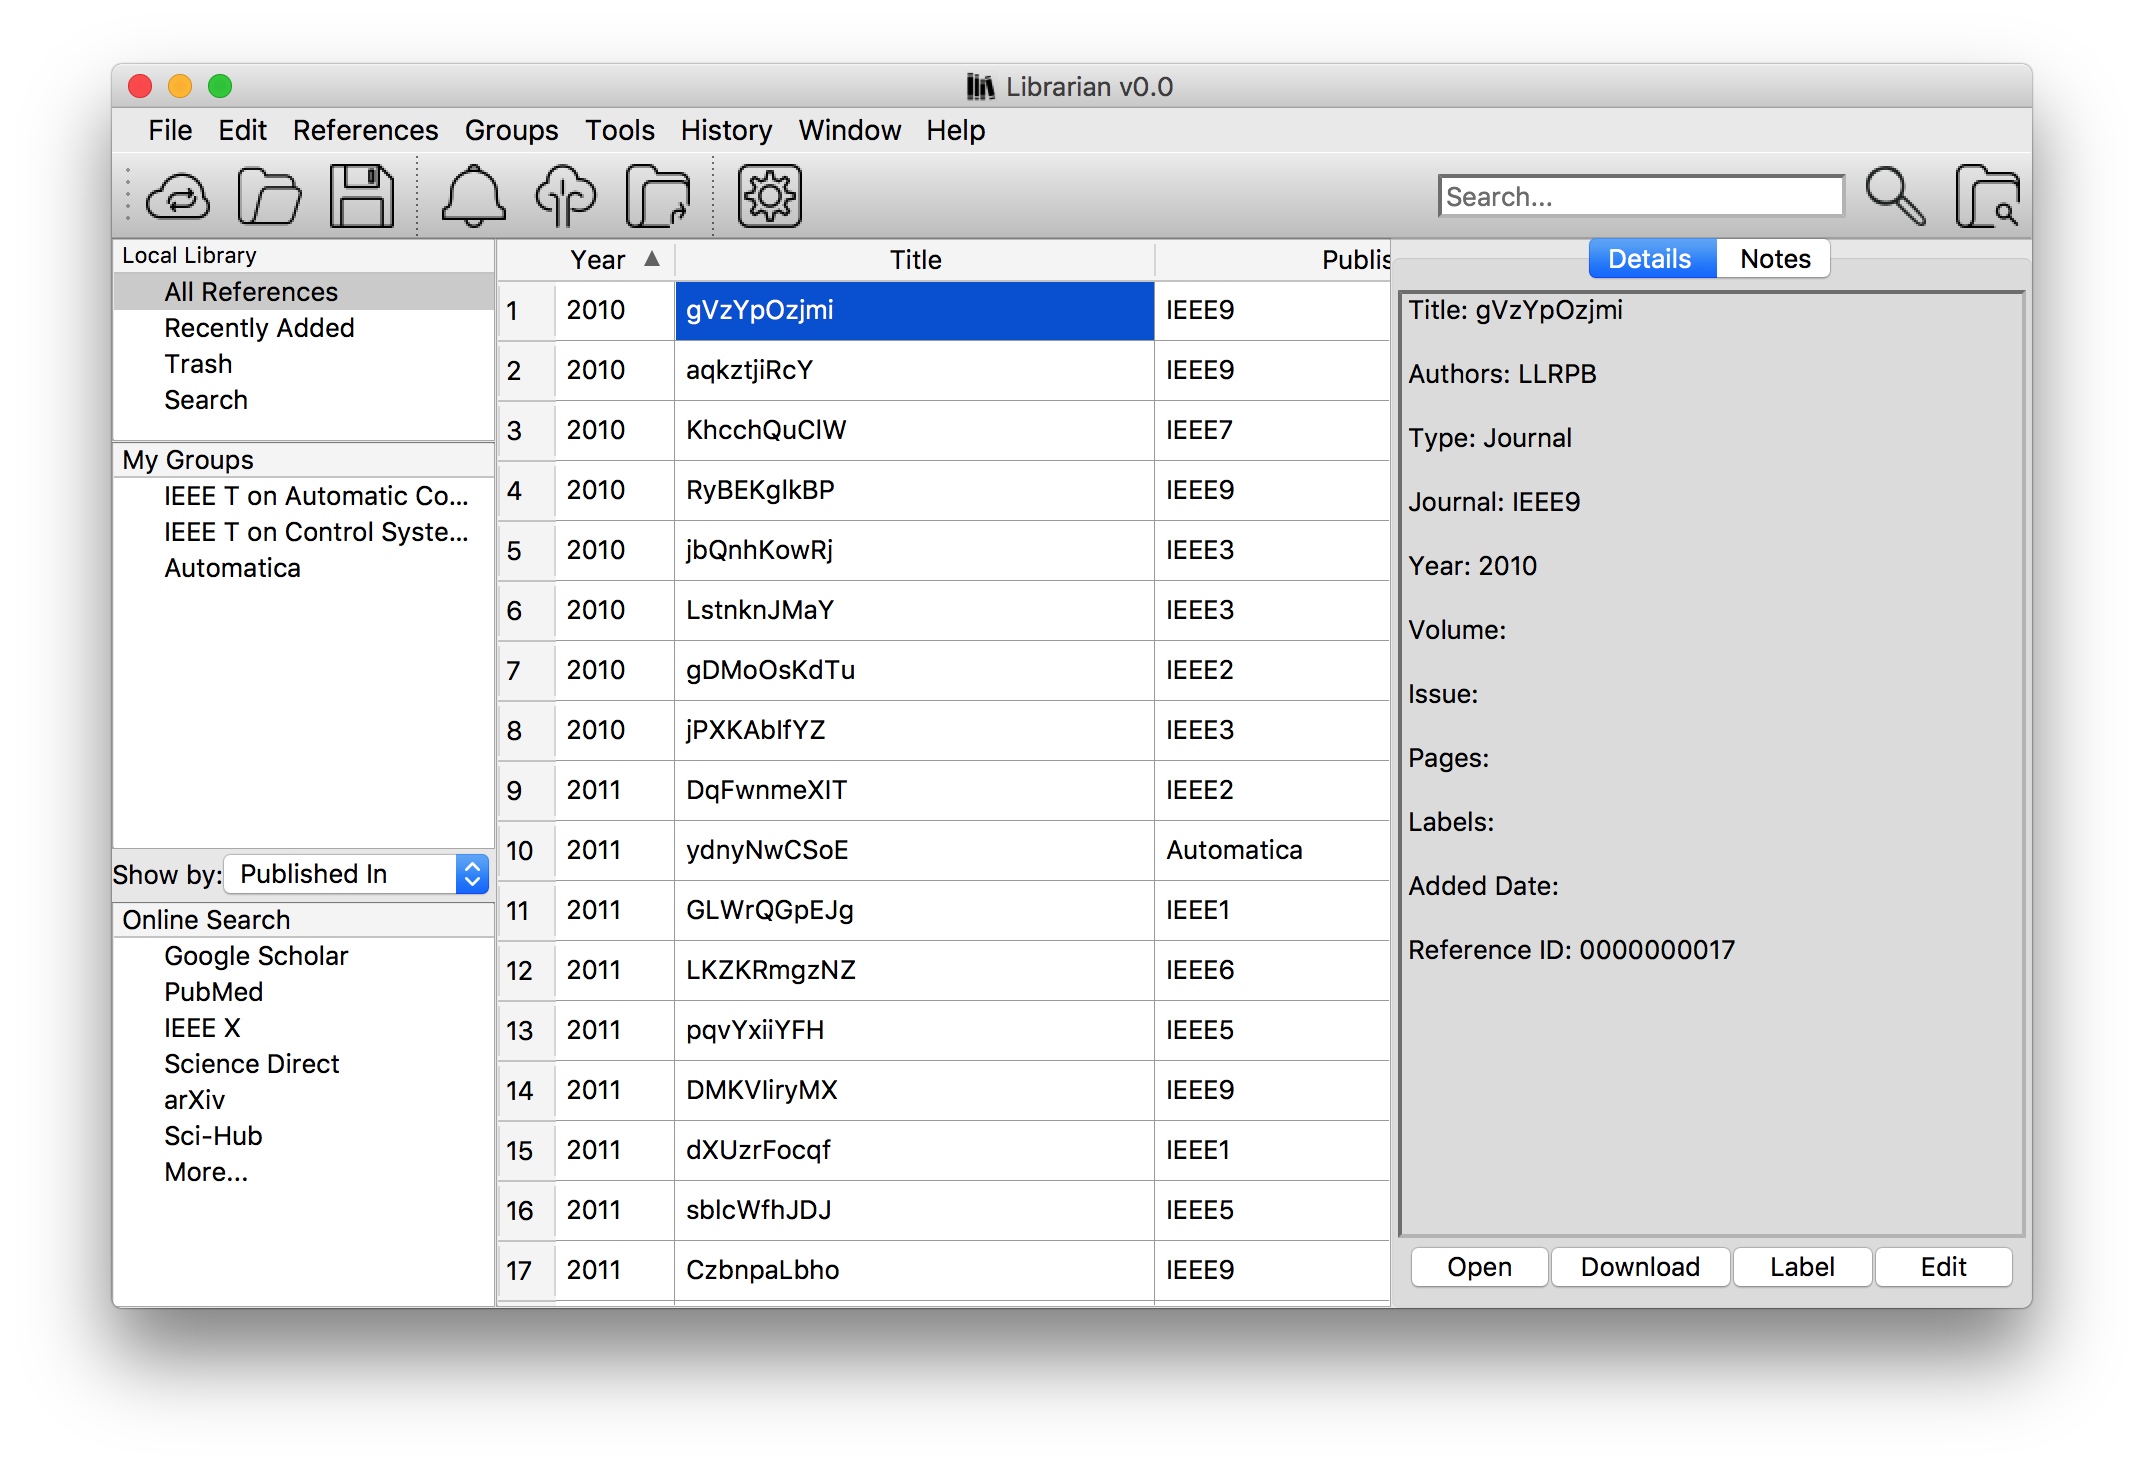 Librarian v0.0
File Edit References Groups Tools History Window Help
Search...
Local Library
All References
Recently Added
Trash
Search
My Groups
IEEE T on Automatic Co...
IEEE T on Control Syste...
Automatica
Show by: Published In
Online Search
Google Scholar
PubMed
IEEE X
Science Direct
arXiv
Sci-Hub
More...
Year Title Publis
1 2010 gVzYpOzjmi IEEE9
2 2010 aqkztjiRcY IEEE9
3 2010 KhcchQuClW IEEE7
4 2010 RyBEKglkBP IEEE9
5 2010 jbQnhKowRj IEEE3
6 2010 LstnknJMaY IEEE3
7 2010 gDMoOsKdTu IEEE2
8 2010 jPXKAbIfYZ IEEE3
9 2011 DqFwnmeXIT IEEE2
10 2011 ydnyNwCSoE Automatica
11 2011 GLWrQGpEJg IEEE1
12 2011 LKZKRmgzNZ IEEE6
13 2011 pqvYxiiYFH IEEE5
14 2011 DMKVIiryMX IEEE9
15 2011 dXUzrFocqf IEEE1
16 2011 sblcWfhJDJ IEEE5
17 2011 CzbnpaLbho IEEE9
Details Notes
Title: gVzYpOzjmi
Authors: LLRPB
Type: Journal
Journal: IEEE9
Year: 2010
Volume:
Issue:
Pages:
Labels:
Added Date:
Reference ID: 0000000017
Open Download Label Edit